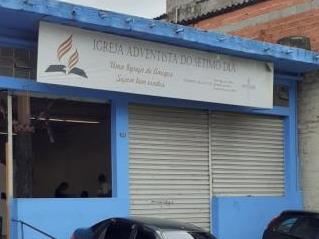 IGREJA ADVENTISTA DO SÉTIMO DIA
Uma Igreja de Amigos
Sejam bem vindos